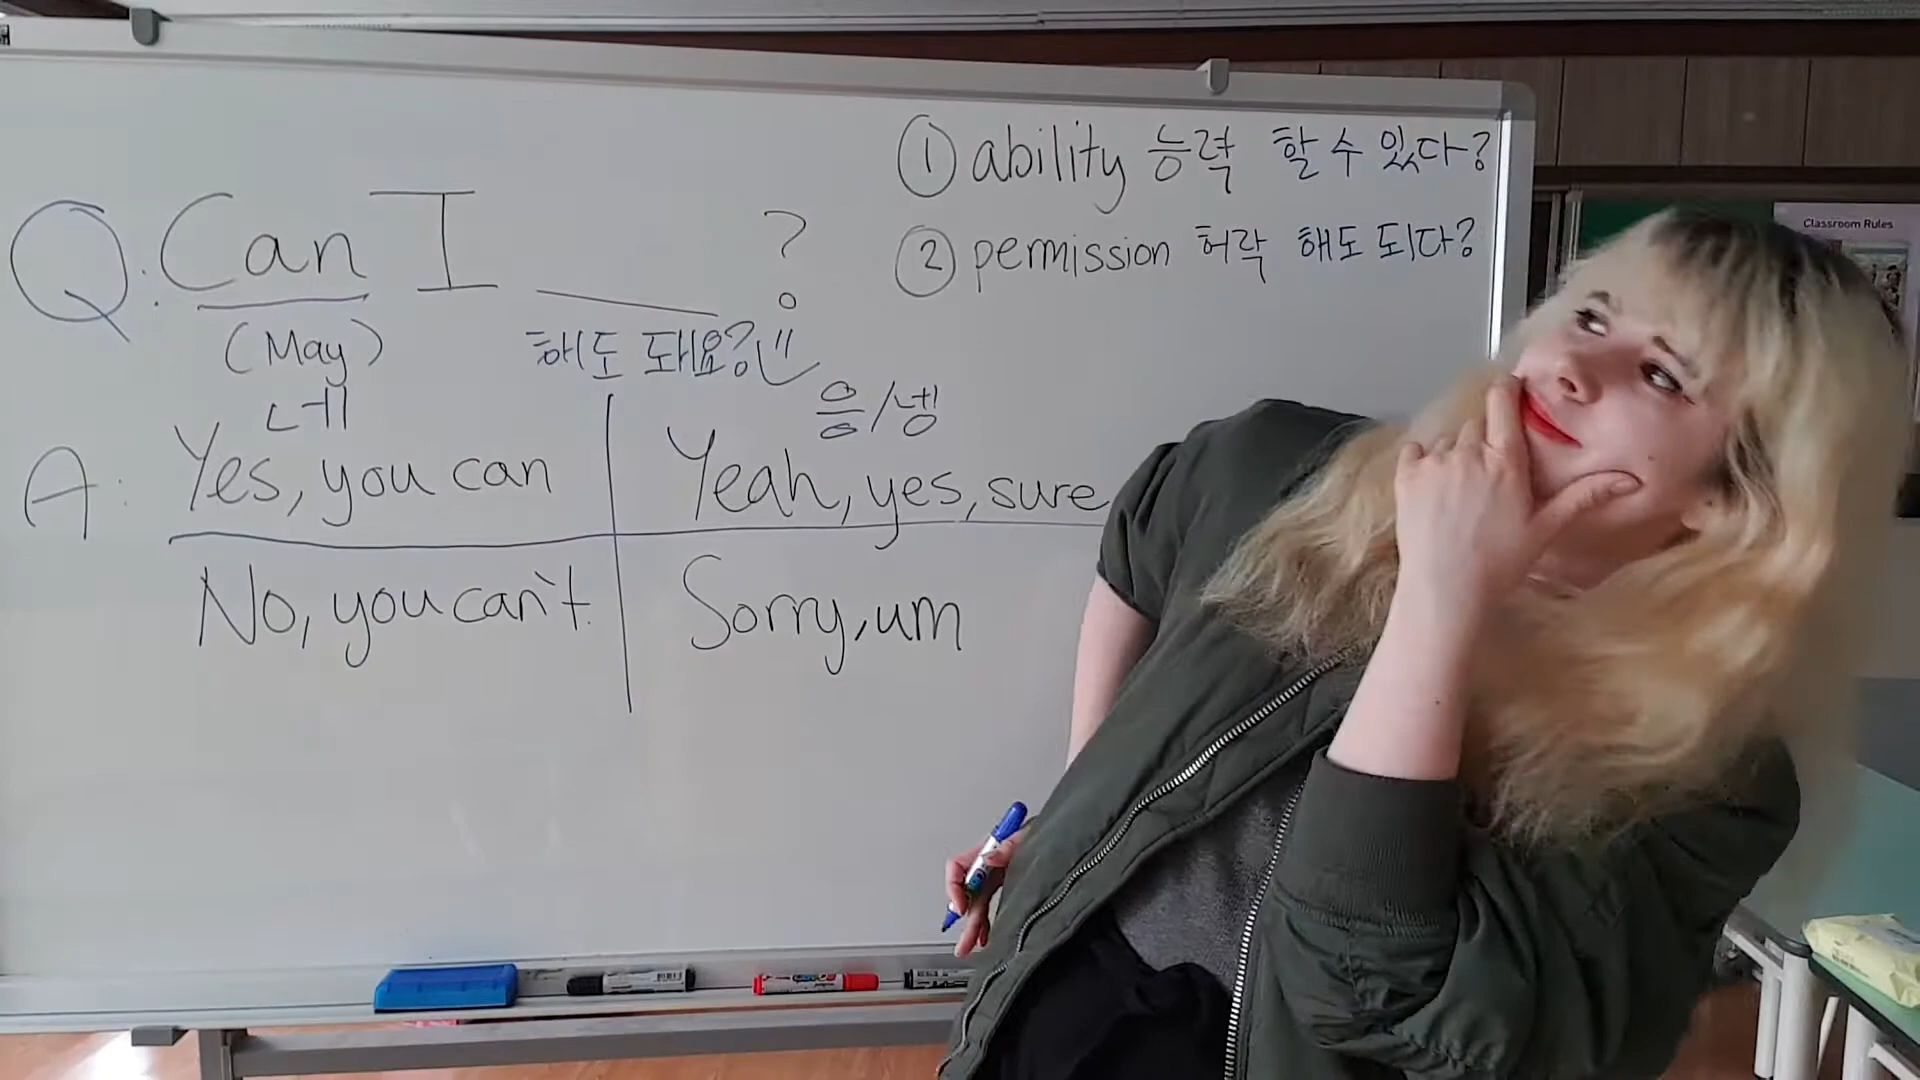 ① ability 능력 할 수 있다?
② permission 허락 해도 되다?
Q: Can I ___?
(May)
해도 돼요?
네
A: Yes, you can
No, you can't.
응/넹
Yeah, yes, sure
Sorry, um
Classroom Rules